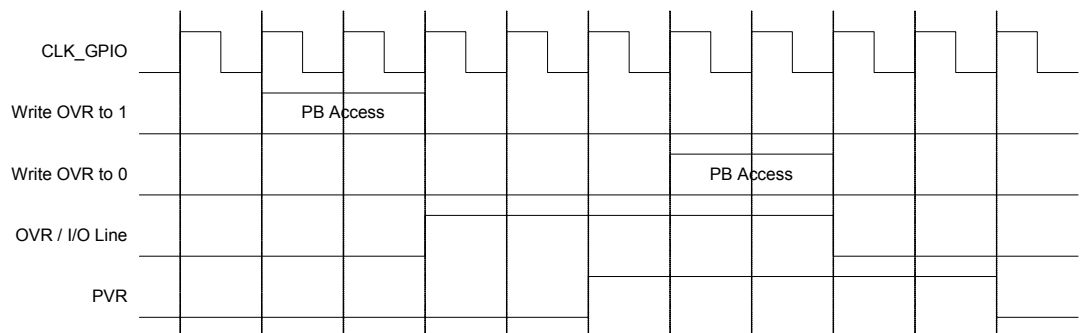 CLK_GPIO
Write OVR to 1 PB Access
Write OVR to 0 PB Access
OVR / I/O Line
PVR